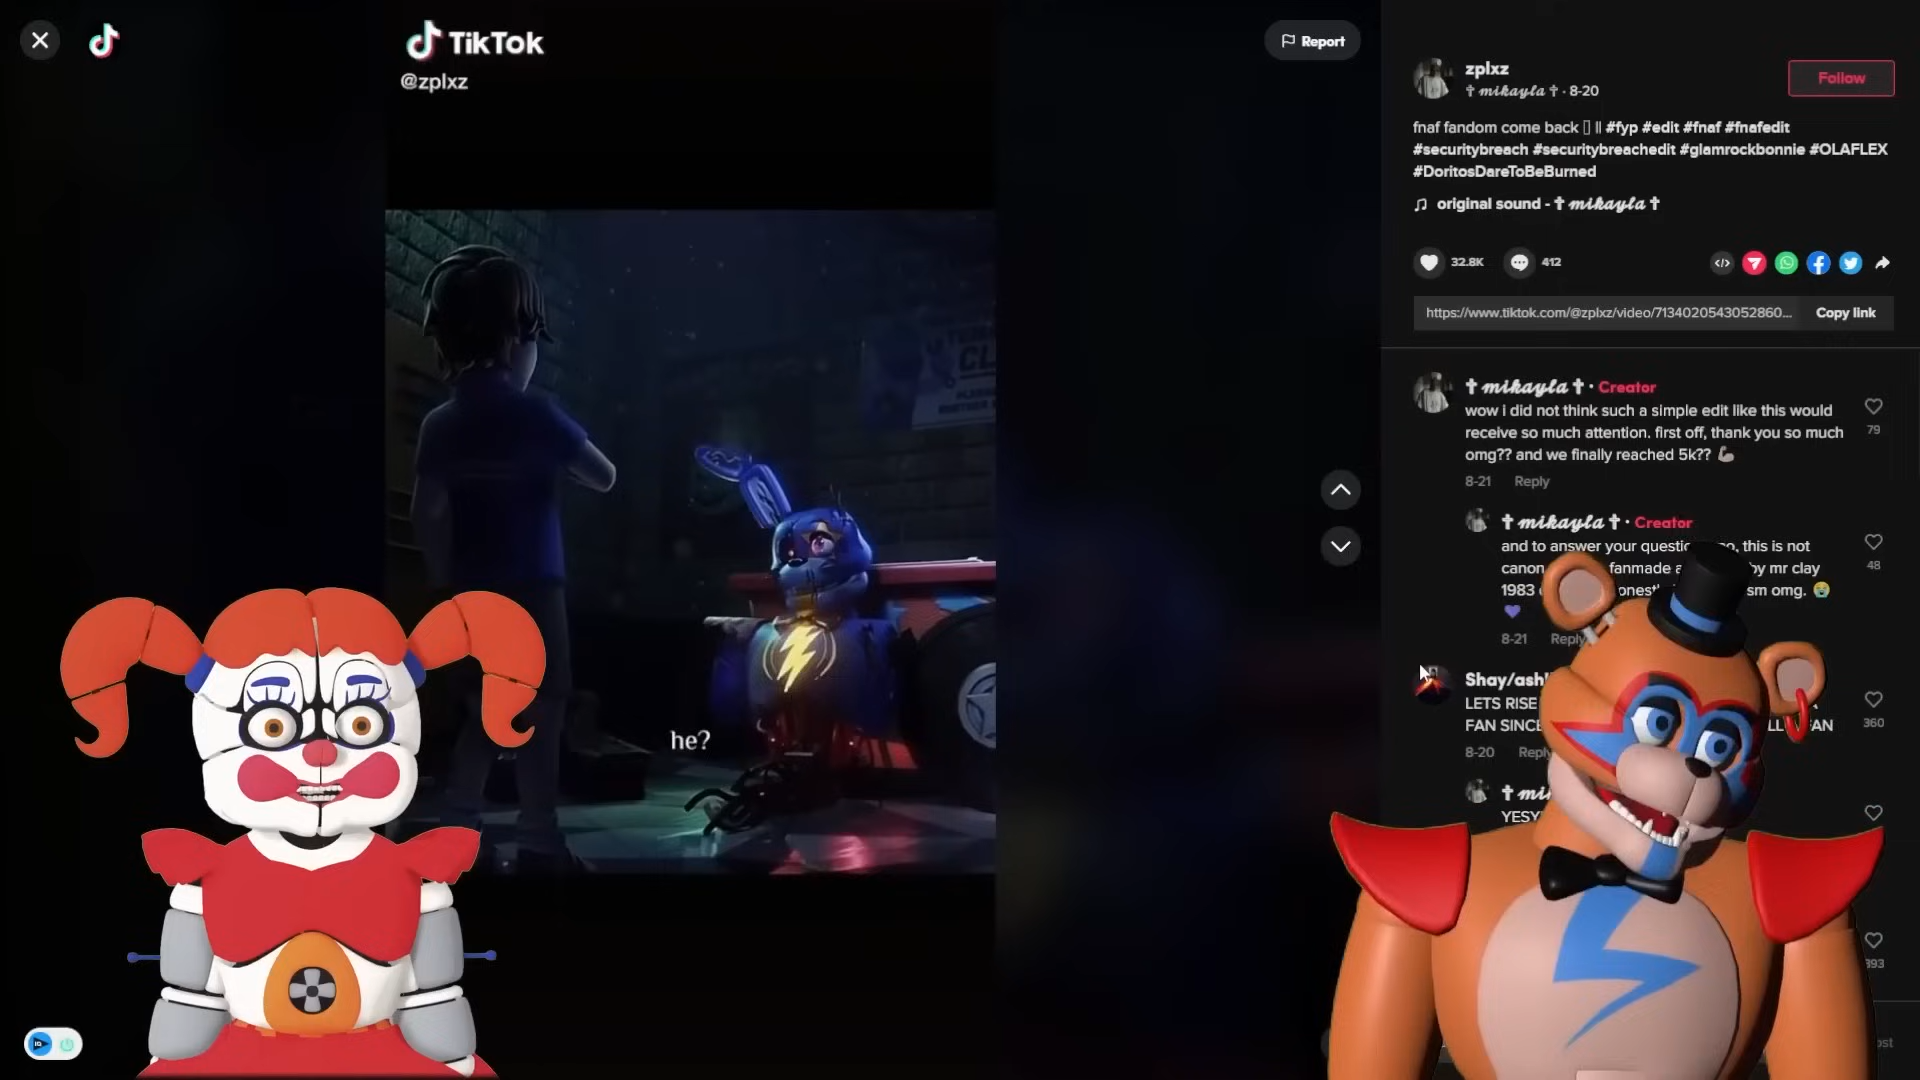 TikTok
@zplxz
he?
Report
zplxz
✝ 𝓶𝓲𝓴𝓪𝔂𝓵𝓪 ✝ · 8-20
Follow
fnaf fandom come back ▯ || #fyp #edit #fnaf #fnafedit
#securitybreach #securitybreachedit #glamrockbonnie #OLAFLEX
#DoritosDareToBeBurned
original sound - ✝ 𝓶𝓲𝓴𝓪𝔂𝓵𝓪 ✝
32.8K
412
https://www.tiktok.com/@zplxz/video/7134020543052860...
Copy link
✝ 𝓶𝓲𝓴𝓪𝔂𝓵𝓪 ✝ · Creator
wow i did not think such a simple edit like this would
receive so much attention. first off, thank you so much
omg?? and we finally reached 5k?? 💪🏼
79
8-21 Reply
✝ 𝓶𝓲𝓴𝓪𝔂𝓵𝓪 ✝ · Creator
and to answer your this is not
canon fanmade by mr clay
1983 omg. 😭
💜
48
8-21 Reply
Shay/ash
LETS RISE
FAN SINCE FAN
360
8-20 Reply
393